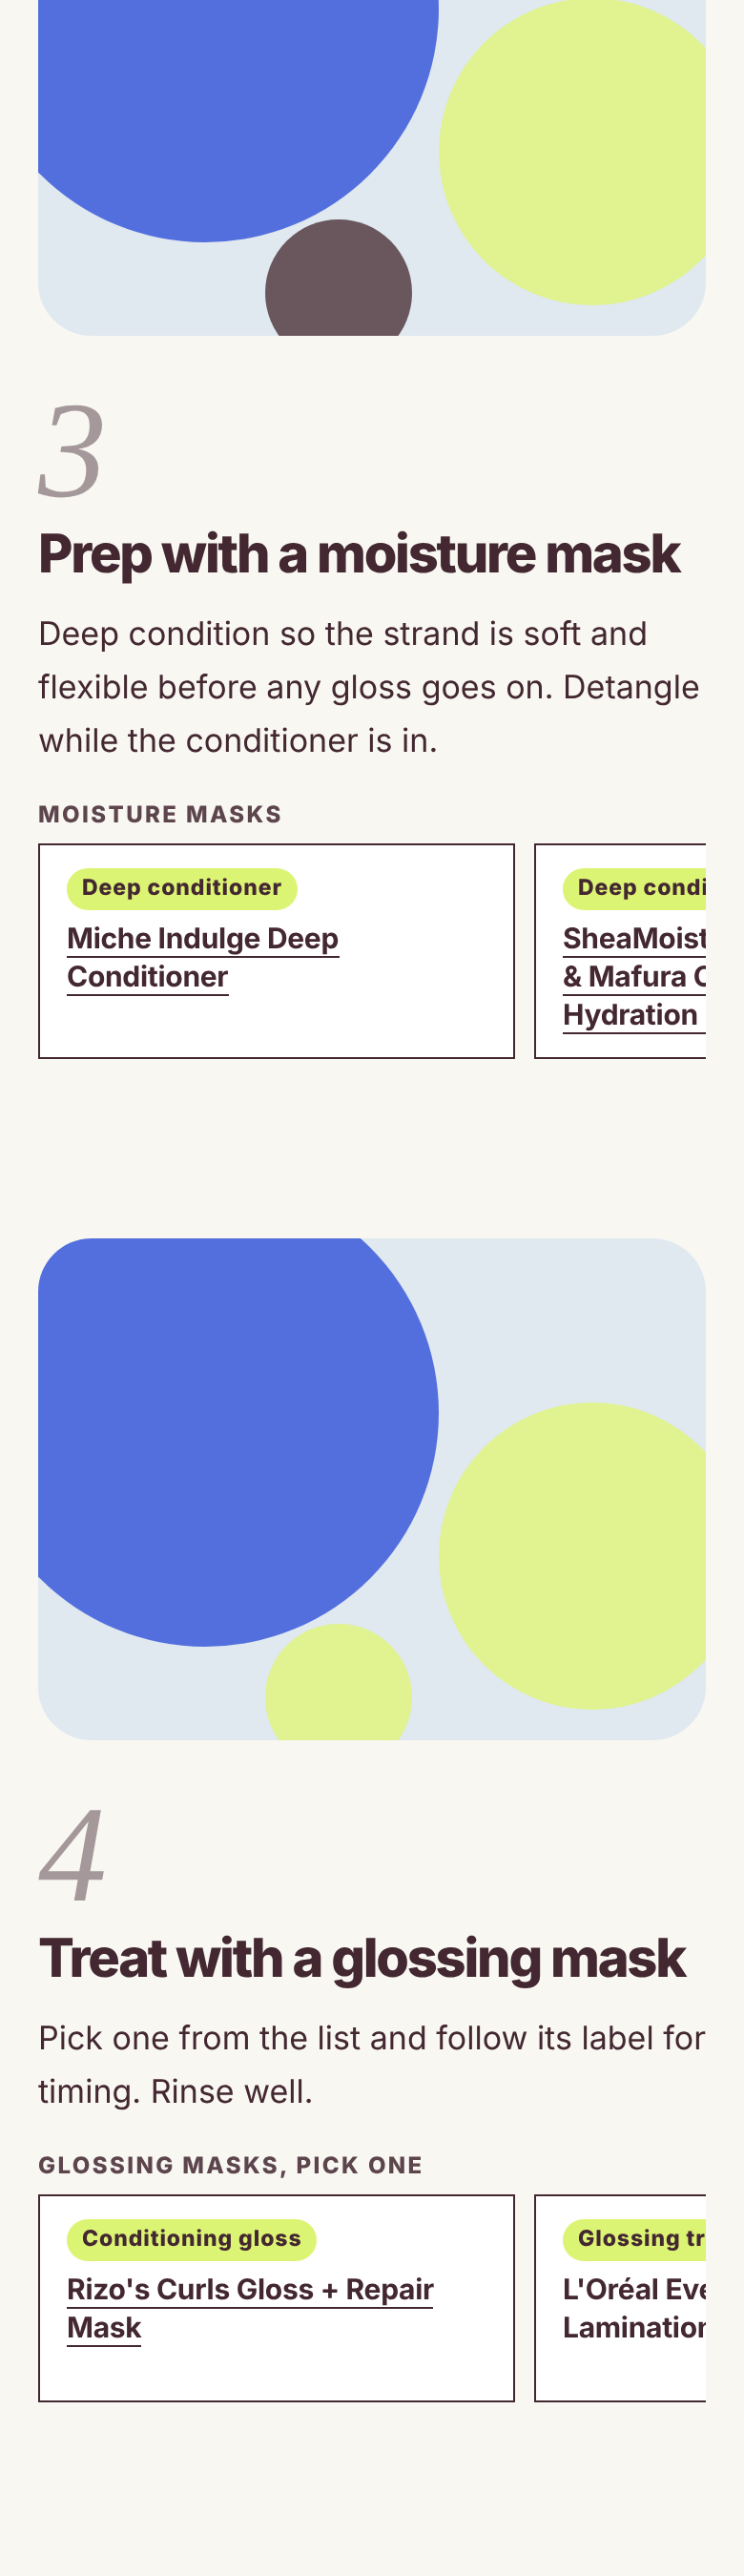 3
Prep with a moisture mask
Deep condition so the strand is soft and
flexible before any gloss goes on. Detangle
while the conditioner is in.
MOISTURE MASKS
Deep conditioner
Miche Indulge Deep
Conditioner
Deep
& Mafura
Hydration
4
Treat with a glossing mask
Pick one from the list and follow its label for
timing. Rinse well.
GLOSSING MASKS, PICK ONE
Conditioning gloss
Rizo's Curls Gloss + Repair
Mask
Glossing
L'Oréal